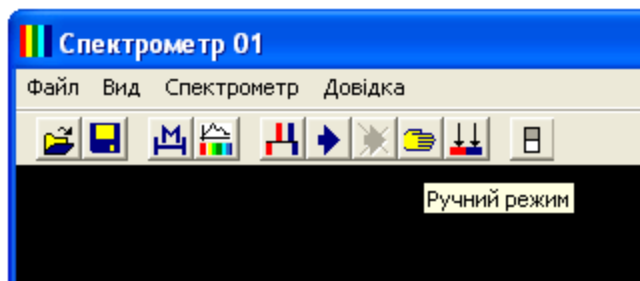 Спектрометр 01
Файл Вид Спектрометр Довідка
M
Ручний режим